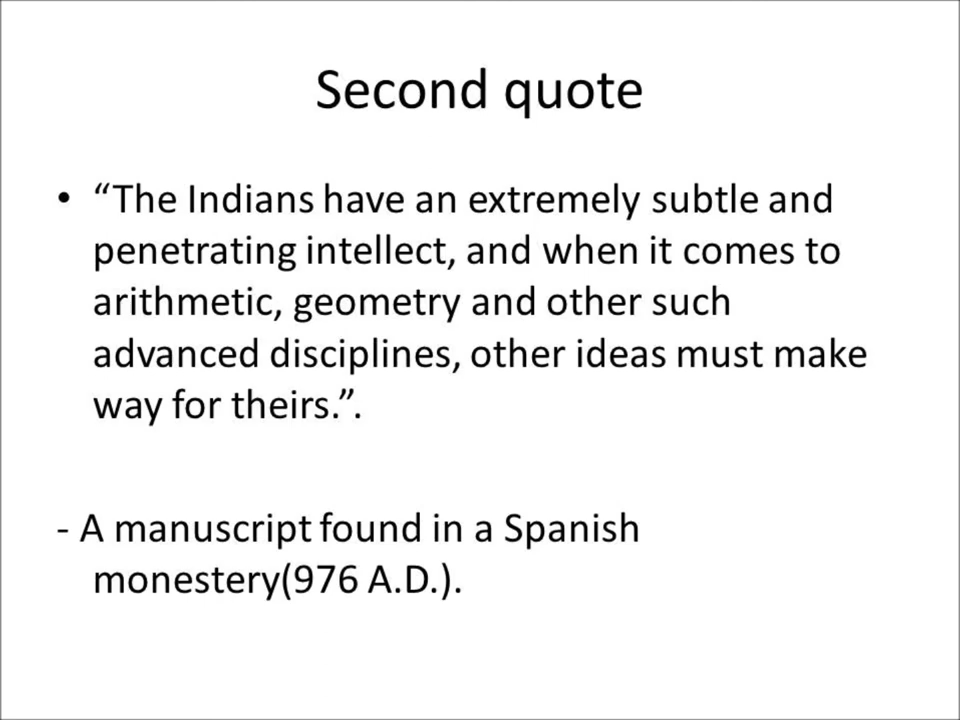 Second quote
• “The Indians have an extremely subtle and
penetrating intellect, and when it comes to
arithmetic, geometry and other such
advanced disciplines, other ideas must make
way for theirs.”.
- A manuscript found in a Spanish
monestery(976 A.D.).